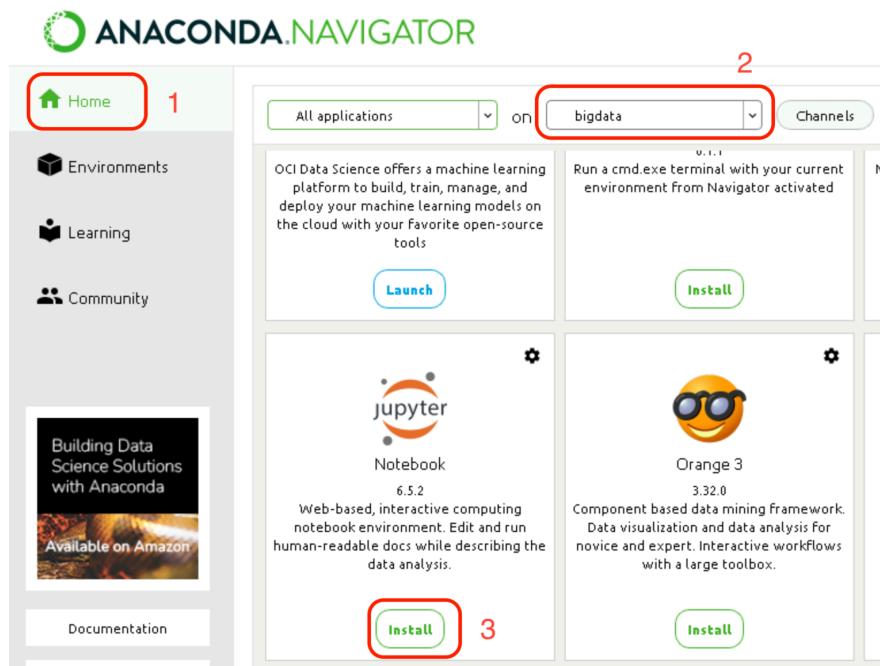 ANACONDA.NAVIGATOR
2
Home
1
All applications
on
bigdata
Channels
Environments
Learning
Community
OCI Data Science offers a machine learning
platform to build, train, manage, and
deploy your machine learning models on
the cloud with your favorite open-source
tools
Launch
0.1.1
Run a cmd.exe terminal with your current
environment from Navigator activated
Install
jupyter
Notebook
6.5.2
Web-based, interactive computing
notebook environment. Edit and run
human-readable docs while describing the
data analysis.
Install
3
Orange 3
3.32.0
Component based data mining framework.
Data visualization and data analysis for
novice and expert. Interactive workflows
with a large toolbox.
Install
Building Data
Science Solutions
with Anaconda
Available on Amazon
Documentation